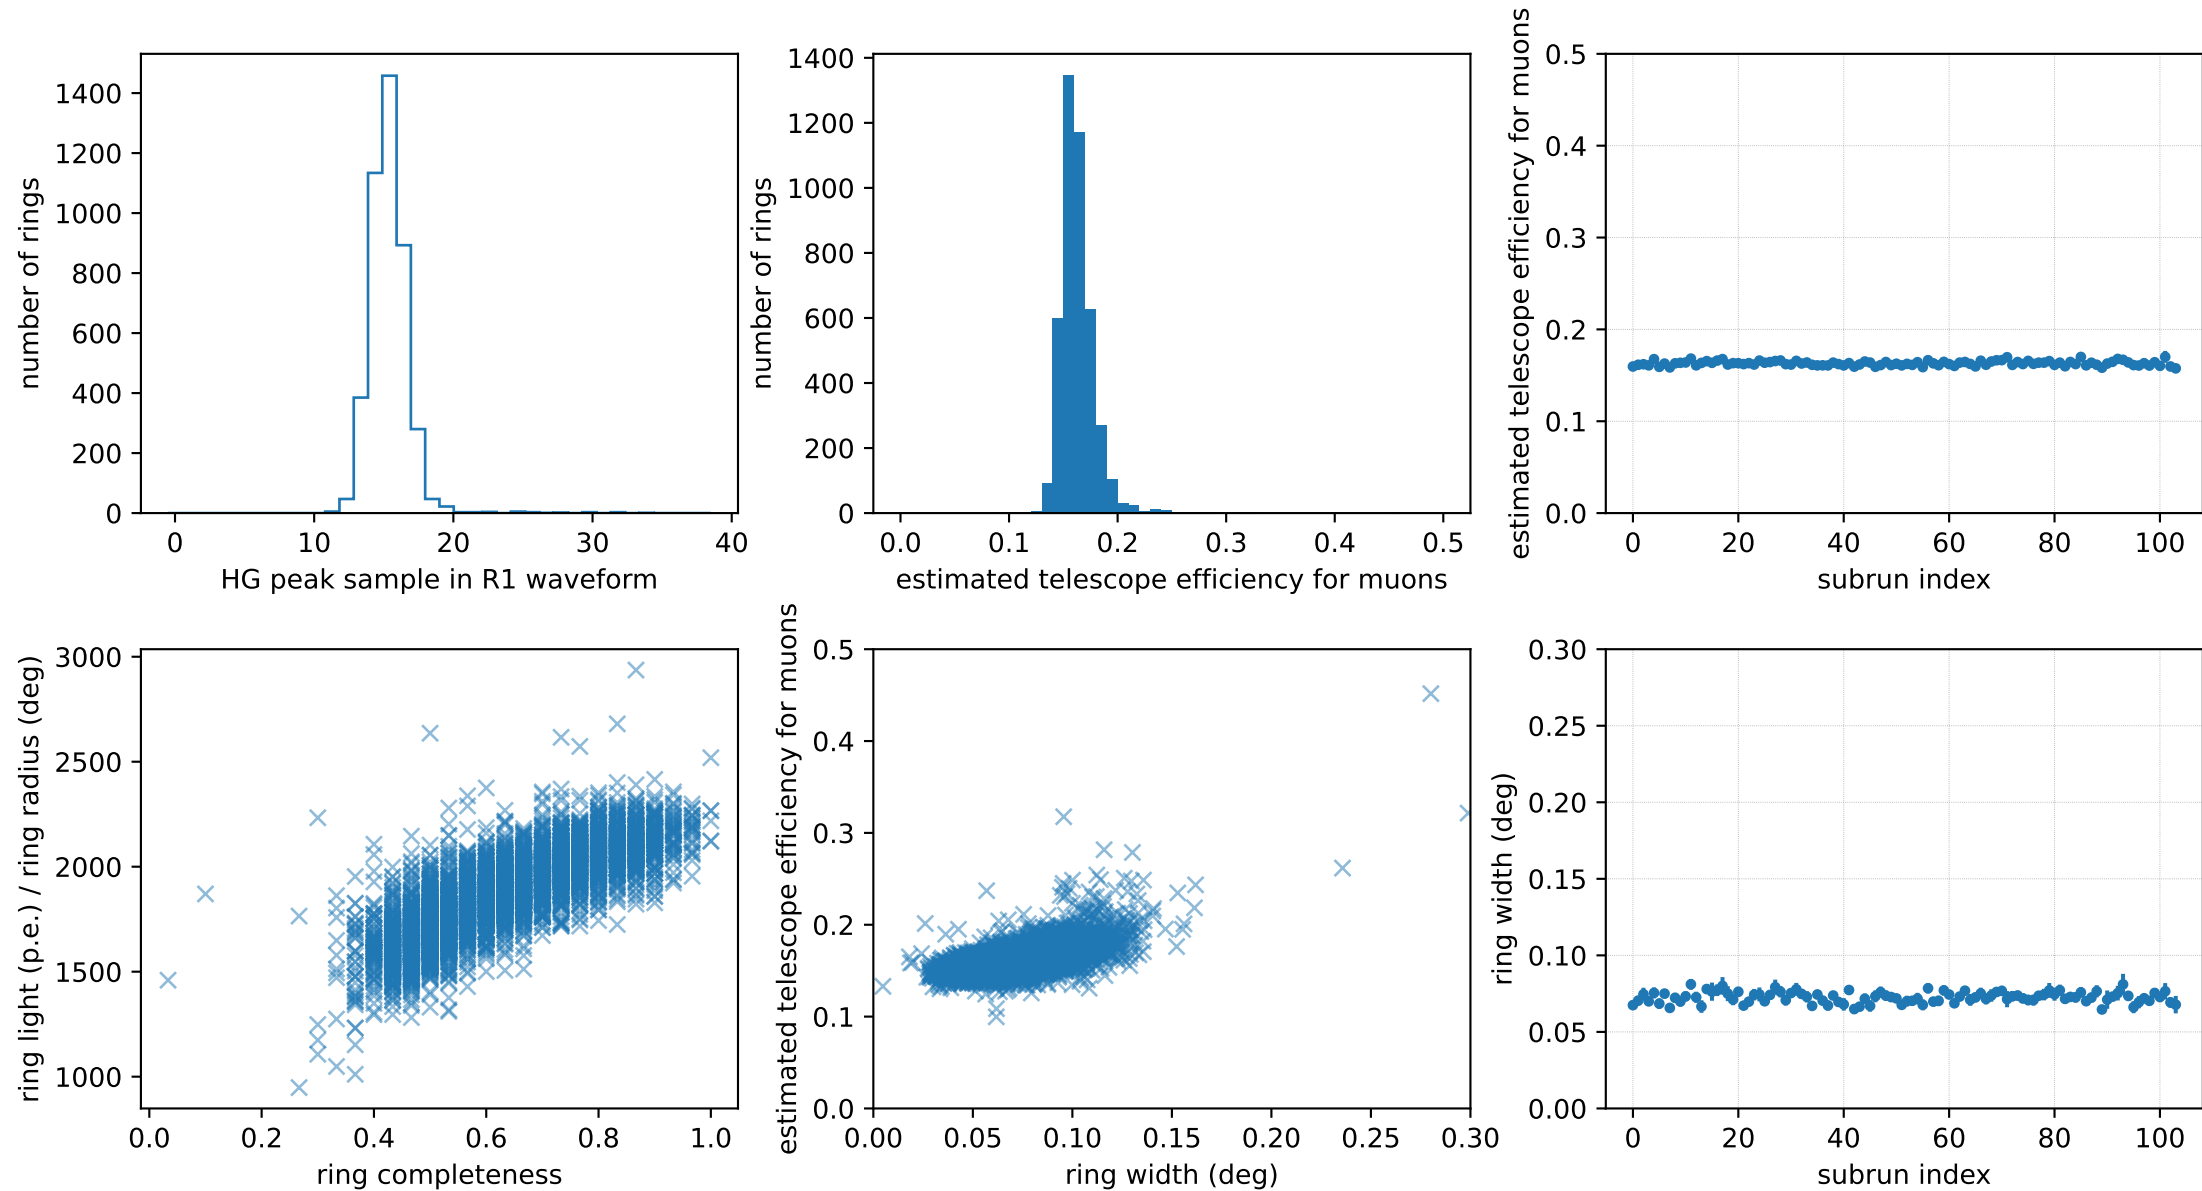 1400
1200
1000
800
600
400
200
0
number of rings
0 10 20 30 40
HG peak sample in R1 waveform
1400
1200
1000
800
600
400
200
0
number of rings
0.0 0.1 0.2 0.3 0.4 0.5
estimated telescope efficiency for muons
0.5
0.4
0.3
0.2
0.1
0.0
estimated telescope efficiency for muons
0 20 40 60 80 100
subrun index
3000
2500
2000
1500
1000
ring light (p.e.) / ring radius (deg)
0.0 0.2 0.4 0.6 0.8 1.0
ring completeness
0.5
0.4
0.3
0.2
0.1
0.0
estimated telescope efficiency for muons
0.00 0.05 0.10 0.15 0.20 0.25 0.30
ring width (deg)
0.30
0.25
0.20
0.15
0.10
0.05
0.00
ring width (deg)
0 20 40 60 80 100
subrun index